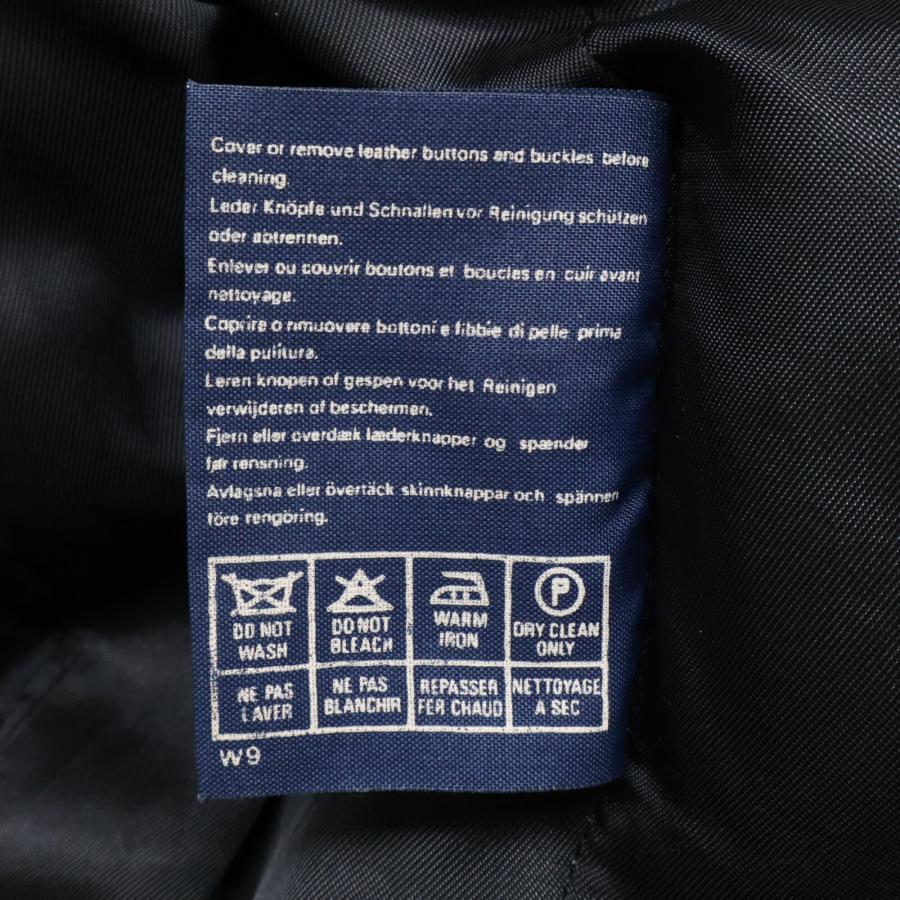 Cover or remove leather buttons and buckles before
cleaning.
Leder Knöpfe und Schnallen vor Reinigung schützen
oder abtrennen.
Enlever ou couvrir boutons et boucles en cuir avant
nettoyage.
Coprire o rimuovere bottoni e fibbie di pelle prima
della pulitura.
Leren knopen of gespen voor het Reinigen
verwijderen of beschermen.
Fjern eller overdæk læderknapper og spænder
før rensning.
Avlagsna eller övertäck skinnknappar och spännen
före rengöring.
DO NOT
WASH
DO NOT
BLEACH
WARM
IRON
P
DRY CLEAN
ONLY
NE PAS
LAVER
NE PAS
BLANCHIR
REPASSER
FER CHAUD
NETTOYAGE
A SEC
W9